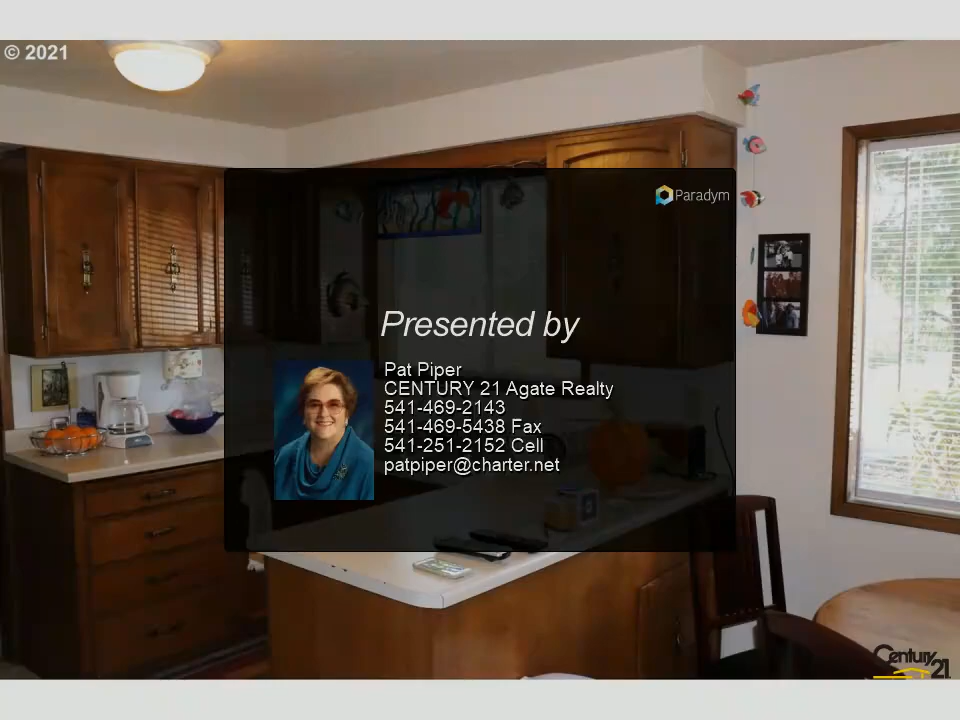 © 2021
Paradym
Presented by
Pat Piper
CENTURY 21 Agate Realty
541-469-2143
541-469-5438 Fax
541-251-2152 Cell
patpiper@charter.net
Century
21